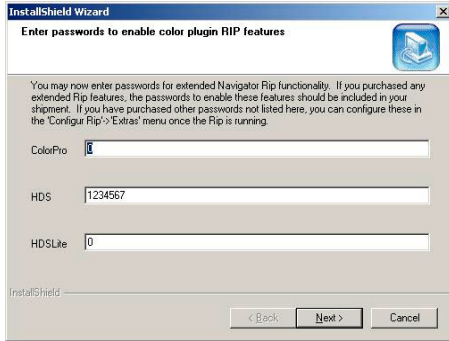 InstallShield Wizard
Enter passwords to enable color plugin RIP features
You may now enter passwords for extended Navigator Rip functionality. If you purchased any
extended Rip features, the passwords to enable these features should be included in your
shipment. If you have purchased other passwords not listed here, you can configure these in
the 'Configur Rip'->'Extras' menu once the Rip is running.
ColorPro 0
HDS 1234567
HDSLite 0
InstallShield
< Back Next > Cancel